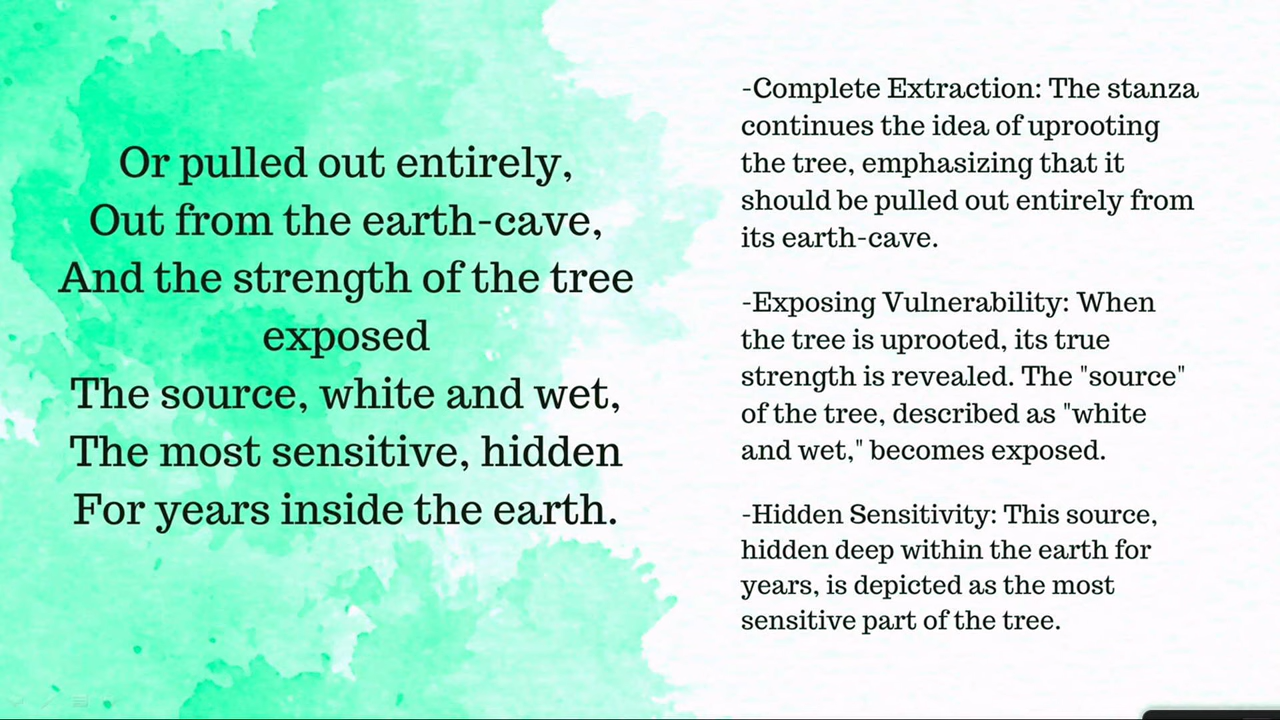 Or pulled out entirely,
Out from the earth-cave,
And the strength of the tree
exposed
The source, white and wet,
The most sensitive, hidden
For years inside the earth.
-Complete Extraction: The stanza
continues the idea of uprooting
the tree, emphasizing that it
should be pulled out entirely from
its earth-cave.
-Exposing Vulnerability: When
the tree is uprooted, its true
strength is revealed. The "source"
of the tree, described as "white
and wet," becomes exposed.
-Hidden Sensitivity: This source,
hidden deep within the earth for
years, is depicted as the most
sensitive part of the tree.